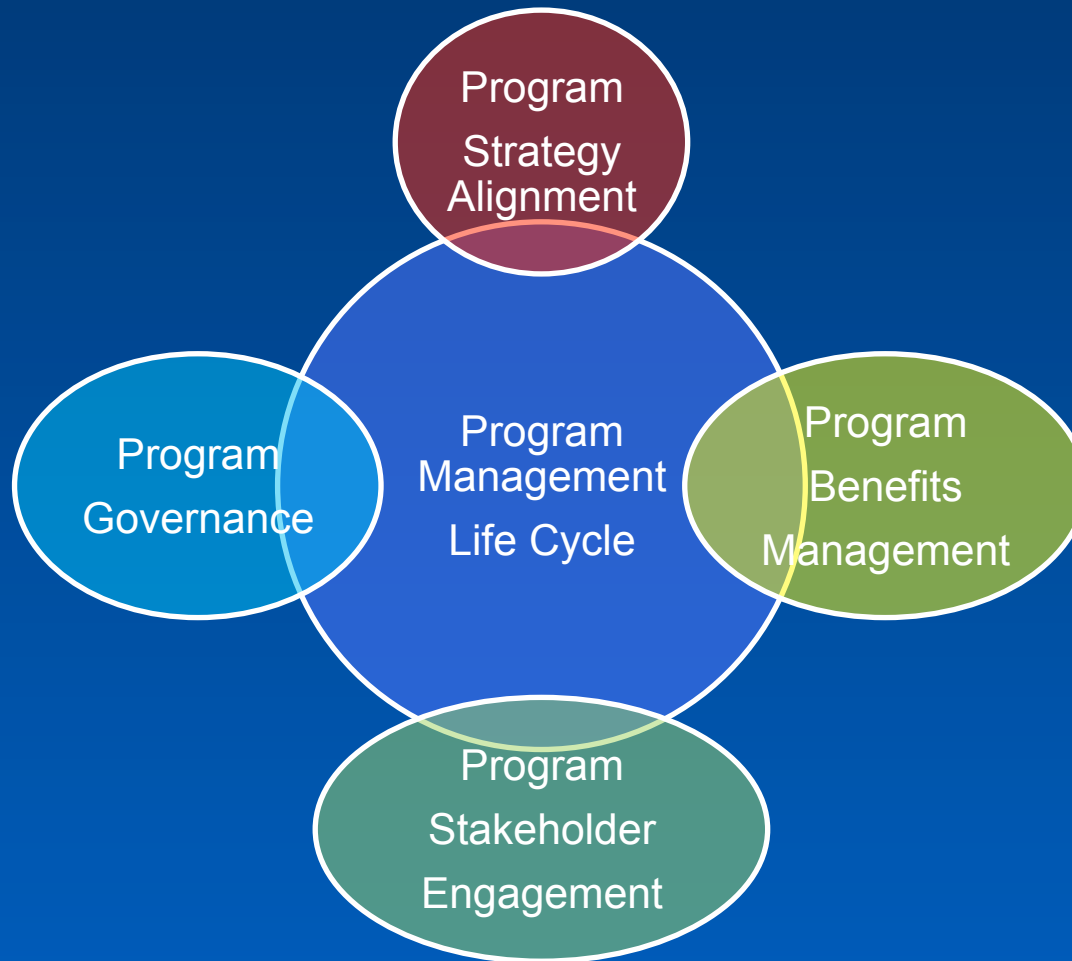 Program
Strategy
Alignment
Program
Governance
Program
Management
Life Cycle
Program
Benefits
Management
Program
Stakeholder
Engagement